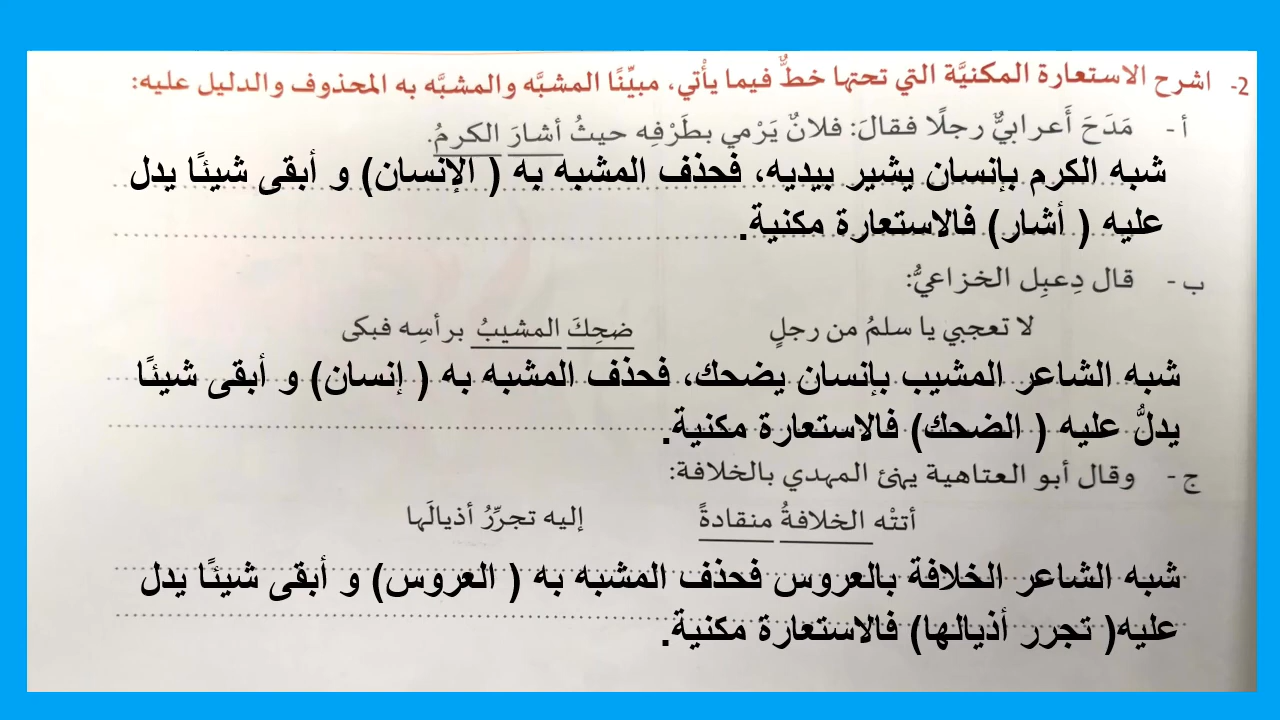 2- اشرح الاستعارة المكنيَّة التي تحتها خطٌّ فيما يأْتي، مبيِّنًا المشبَّه والمشبَّه به المحذوف والدليل عليه:
أ - مَدَحَ أَعرابيٌّ رجلًا فقالَ: فلانٌ يَرْمي بطَرْفِه حيثُ أشارَ الكرمُ.
شبه الكرم بإنسان يشير بيديه، فحذف المشبه به ( الإنسان) و أبقى شيئًا يدل
عليه ( أشار) فالاستعارة مكنية.
ب - قال دِعبِل الخزاعيُّ:
لا تعجبي يا سلمُ من رجلٍ ضحِكَ المشيبُ برأسِه فبكى
شبه الشاعر المشيب بإنسان يضحك، فحذف المشبه به ( إنسان) و أبقى شيئًا
يدلُّ عليه ( الضحك) فالاستعارة مكنية.
ج - وقال أبو العتاهية يهنئ المهدي بالخلافة:
أتتْه الخلافةُ منقادةً إليه تجرِّرُ أذيالَها
شبه الشاعر الخلافة بالعروس فحذف المشبه به ( العروس) و أبقى شيئًا يدل
عليه( تجرر أذيالها) فالاستعارة مكنية.